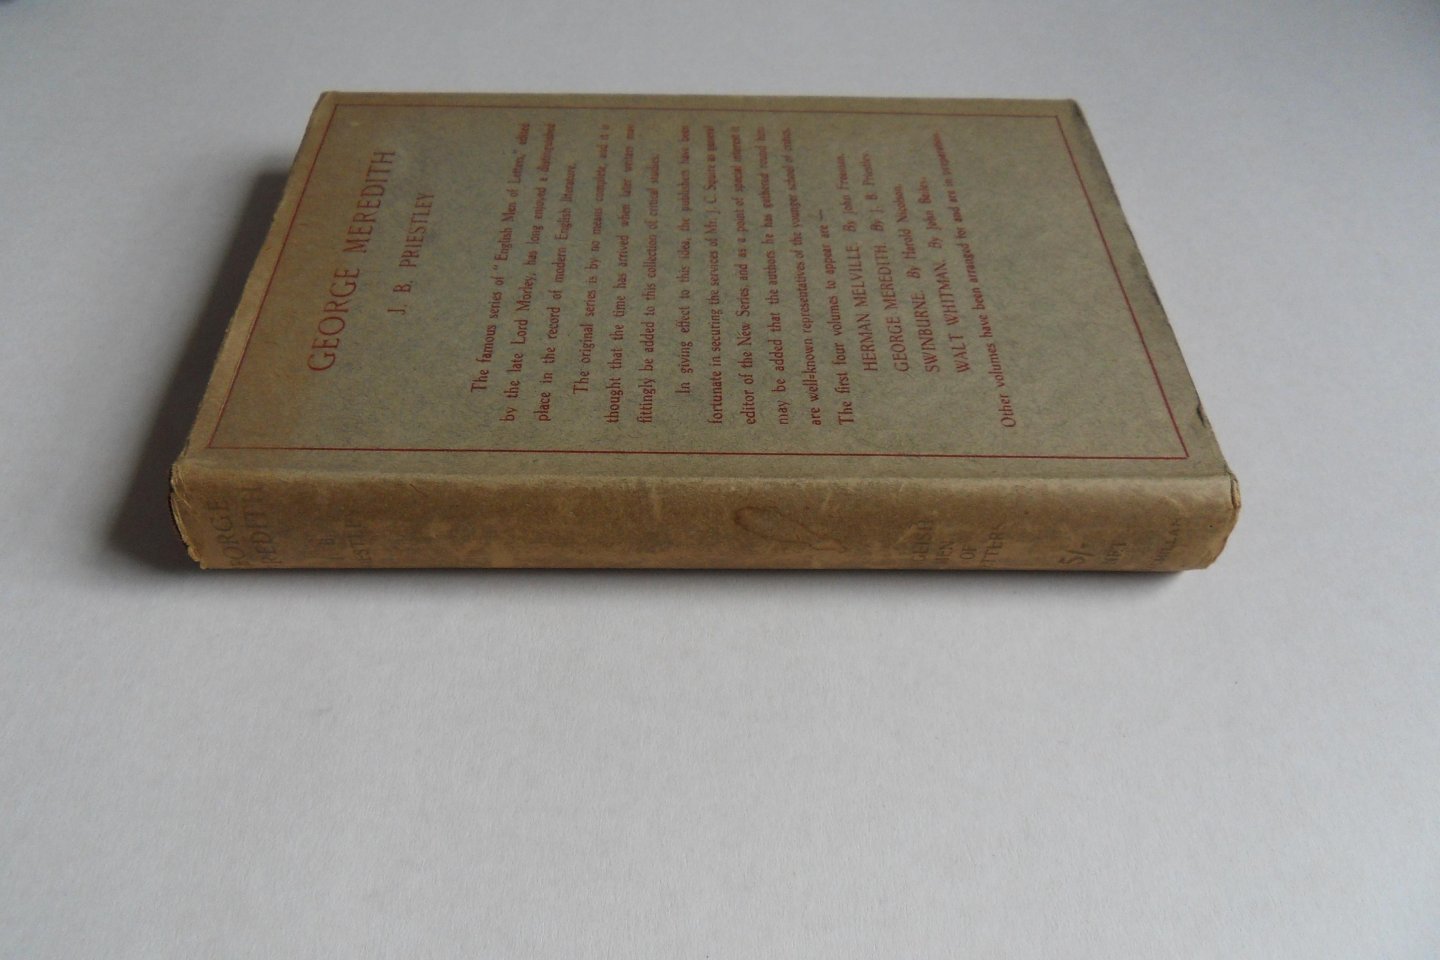 GEORGE MEREDITH
J. B. PRIESTLEY
The famous series of "English Men of Letters," edited
by the late Lord Morley, has long enjoyed a distinguished
place in the record of modern English literature.
The original series is by no means complete, and it is
thought that the time has arrived when later writers may
fittingly be added to this collection of critical studies.
In giving effect to this idea, the publishers have been
fortunate in securing the services of Mr. J. C. Squire as general
editor of the New Series, and as a point of special interest it
may be added that the authors he has gathered round him
are well-known representatives of the younger school of critics.
The first four volumes to appear are—
HERMAN MELVILLE. By John Freeman.
GEORGE MEREDITH. By J. B. Priestley.
SWINBURNE. By Harold Nicolson.
WALT WHITMAN. By John Bailey.
Other volumes have been arranged for and are in preparation.
ORGE
REDITH
B.
ESTLEY
GLISH
MEN
OF
TTER
5/-
NET
MILLAN